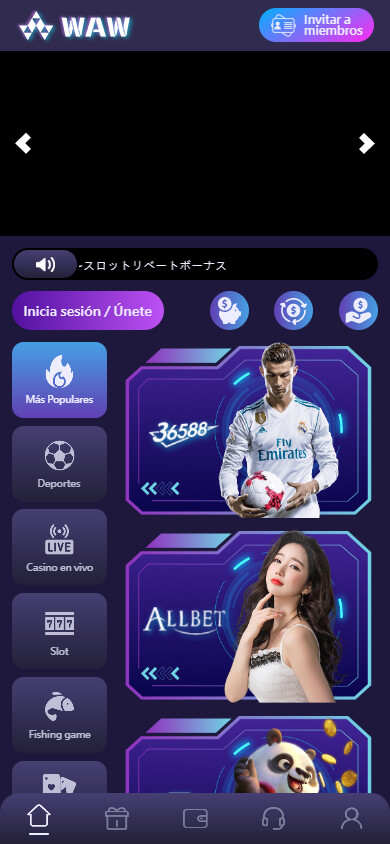 WAW
Invitar a
miembros
-スロットリベートボーナス
Inicia sesión / Únete
Más Populares
36588
Fly
Emirates
Deportes
LIVE
Casino en vivo
ALLBET
777
Slot
Fishing game